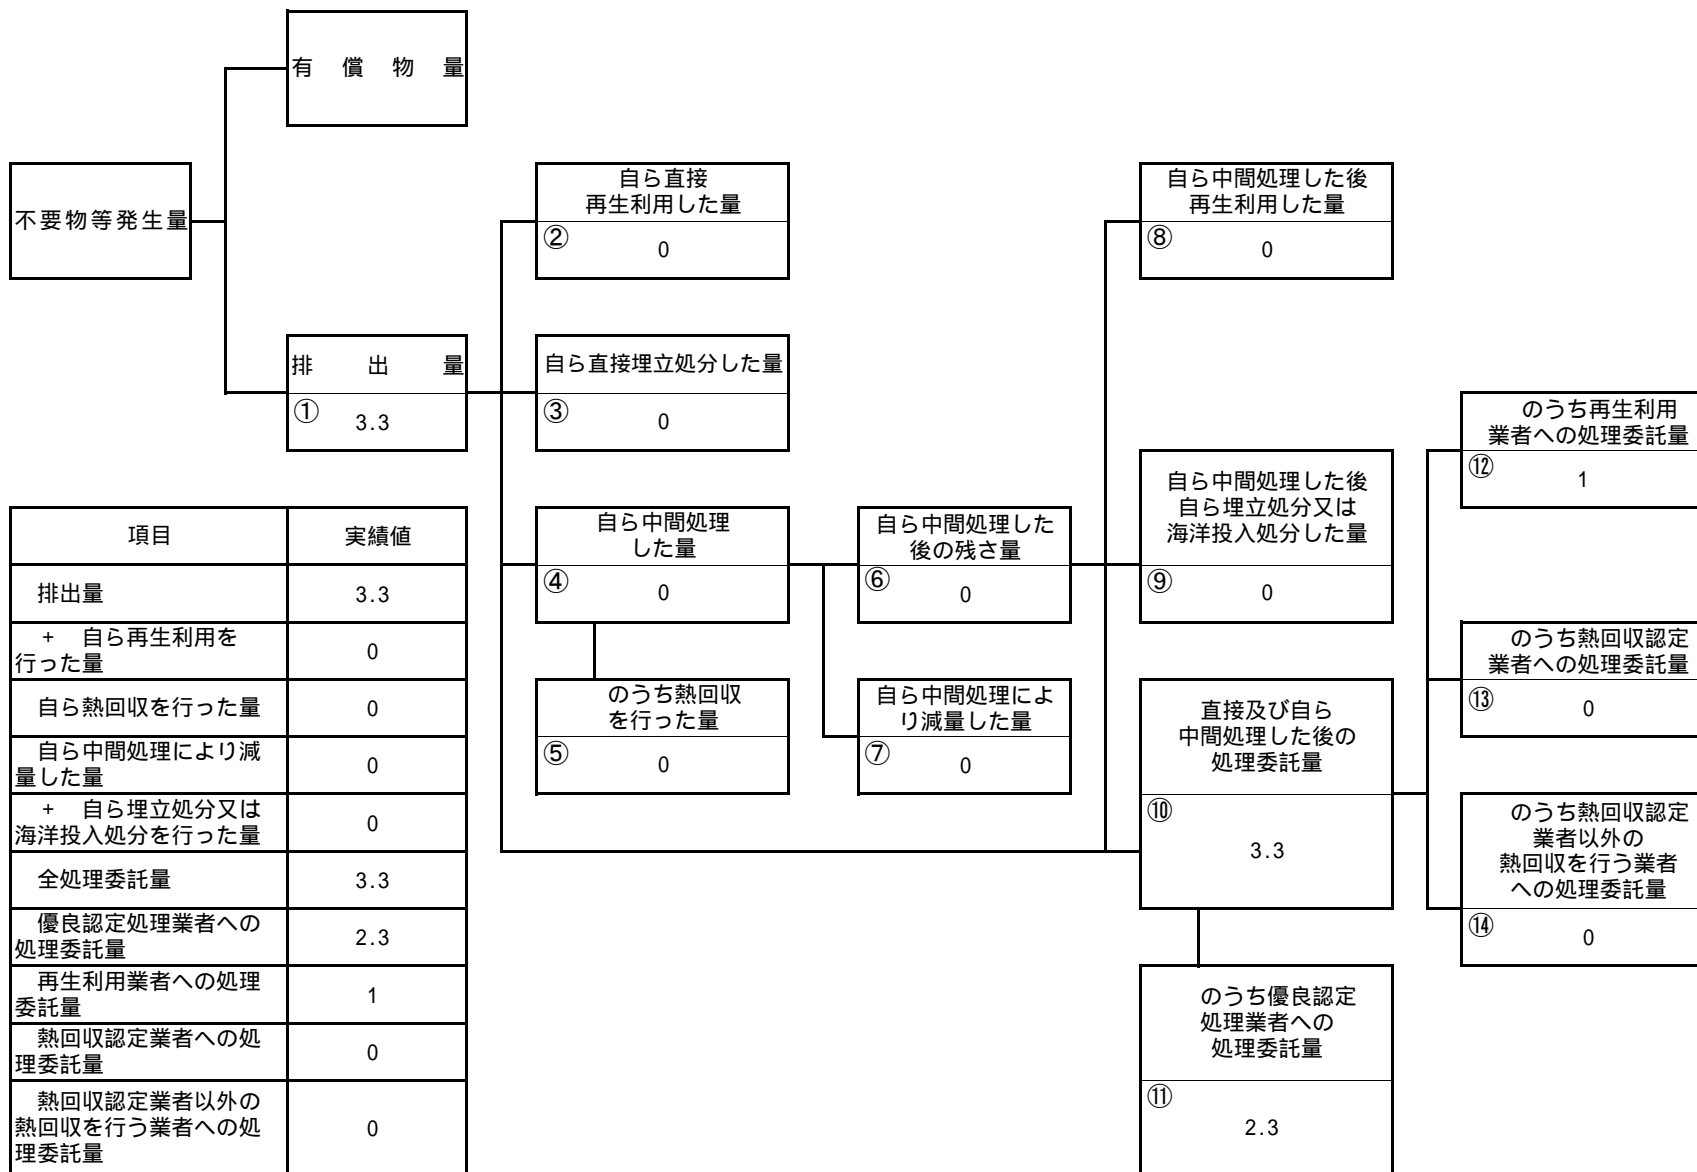 有償物量
不要物等発生量
自ら直接
再生利用した量
② 0
自ら中間処理した後
再生利用した量
⑧ 0
排出量
① 3.3
自ら直接埋立処分した量
③ 0
のうち再生利用
業者への処理委託量
⑫ 1
自ら中間処理した後
自ら埋立処分又は
海洋投入処分した量
⑨ 0
自ら中間処理
した量
④ 0
自ら中間処理した
後の残さ量
⑥ 0
のうち熱回収認定
業者への処理委託量
⑬ 0
のうち熱回収
を行った量
⑤ 0
自ら中間処理によ
り減量した量
⑦ 0
直接及び自ら
中間処理した後の
処理委託量
⑩
3.3
のうち熱回収認定
業者以外の
熱回収を行う業者
への処理委託量
⑭ 0
のうち優良認定
処理業者への
処理委託量
⑪
2.3
項目 実績値
排出量 3.3
+ 自ら再生利用を
行った量 0
自ら熱回収を行った量 0
自ら中間処理により減
量した量 0
+ 自ら埋立処分又は
海洋投入処分を行った量 0
全処理委託量 3.3
優良認定処理業者への
処理委託量 2.3
再生利用業者への処理
委託量 1
熱回収認定業者への処
理委託量 0
熱回収認定業者以外の
熱回収を行う業者への処
理委託量 0